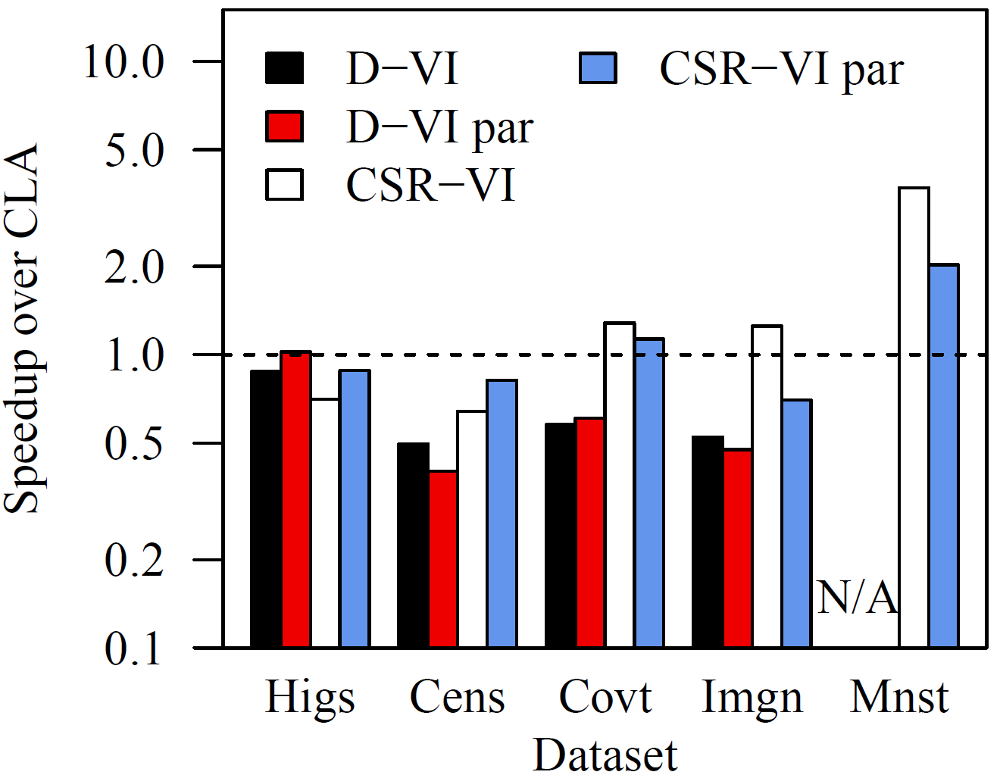 Speedup over CLA
10.0
5.0
2.0
1.0
0.5
0.2
0.1
D−VI
D−VI par
CSR−VI
CSR−VI par
N/A
Higs Cens Covt Imgn Mnst
Dataset